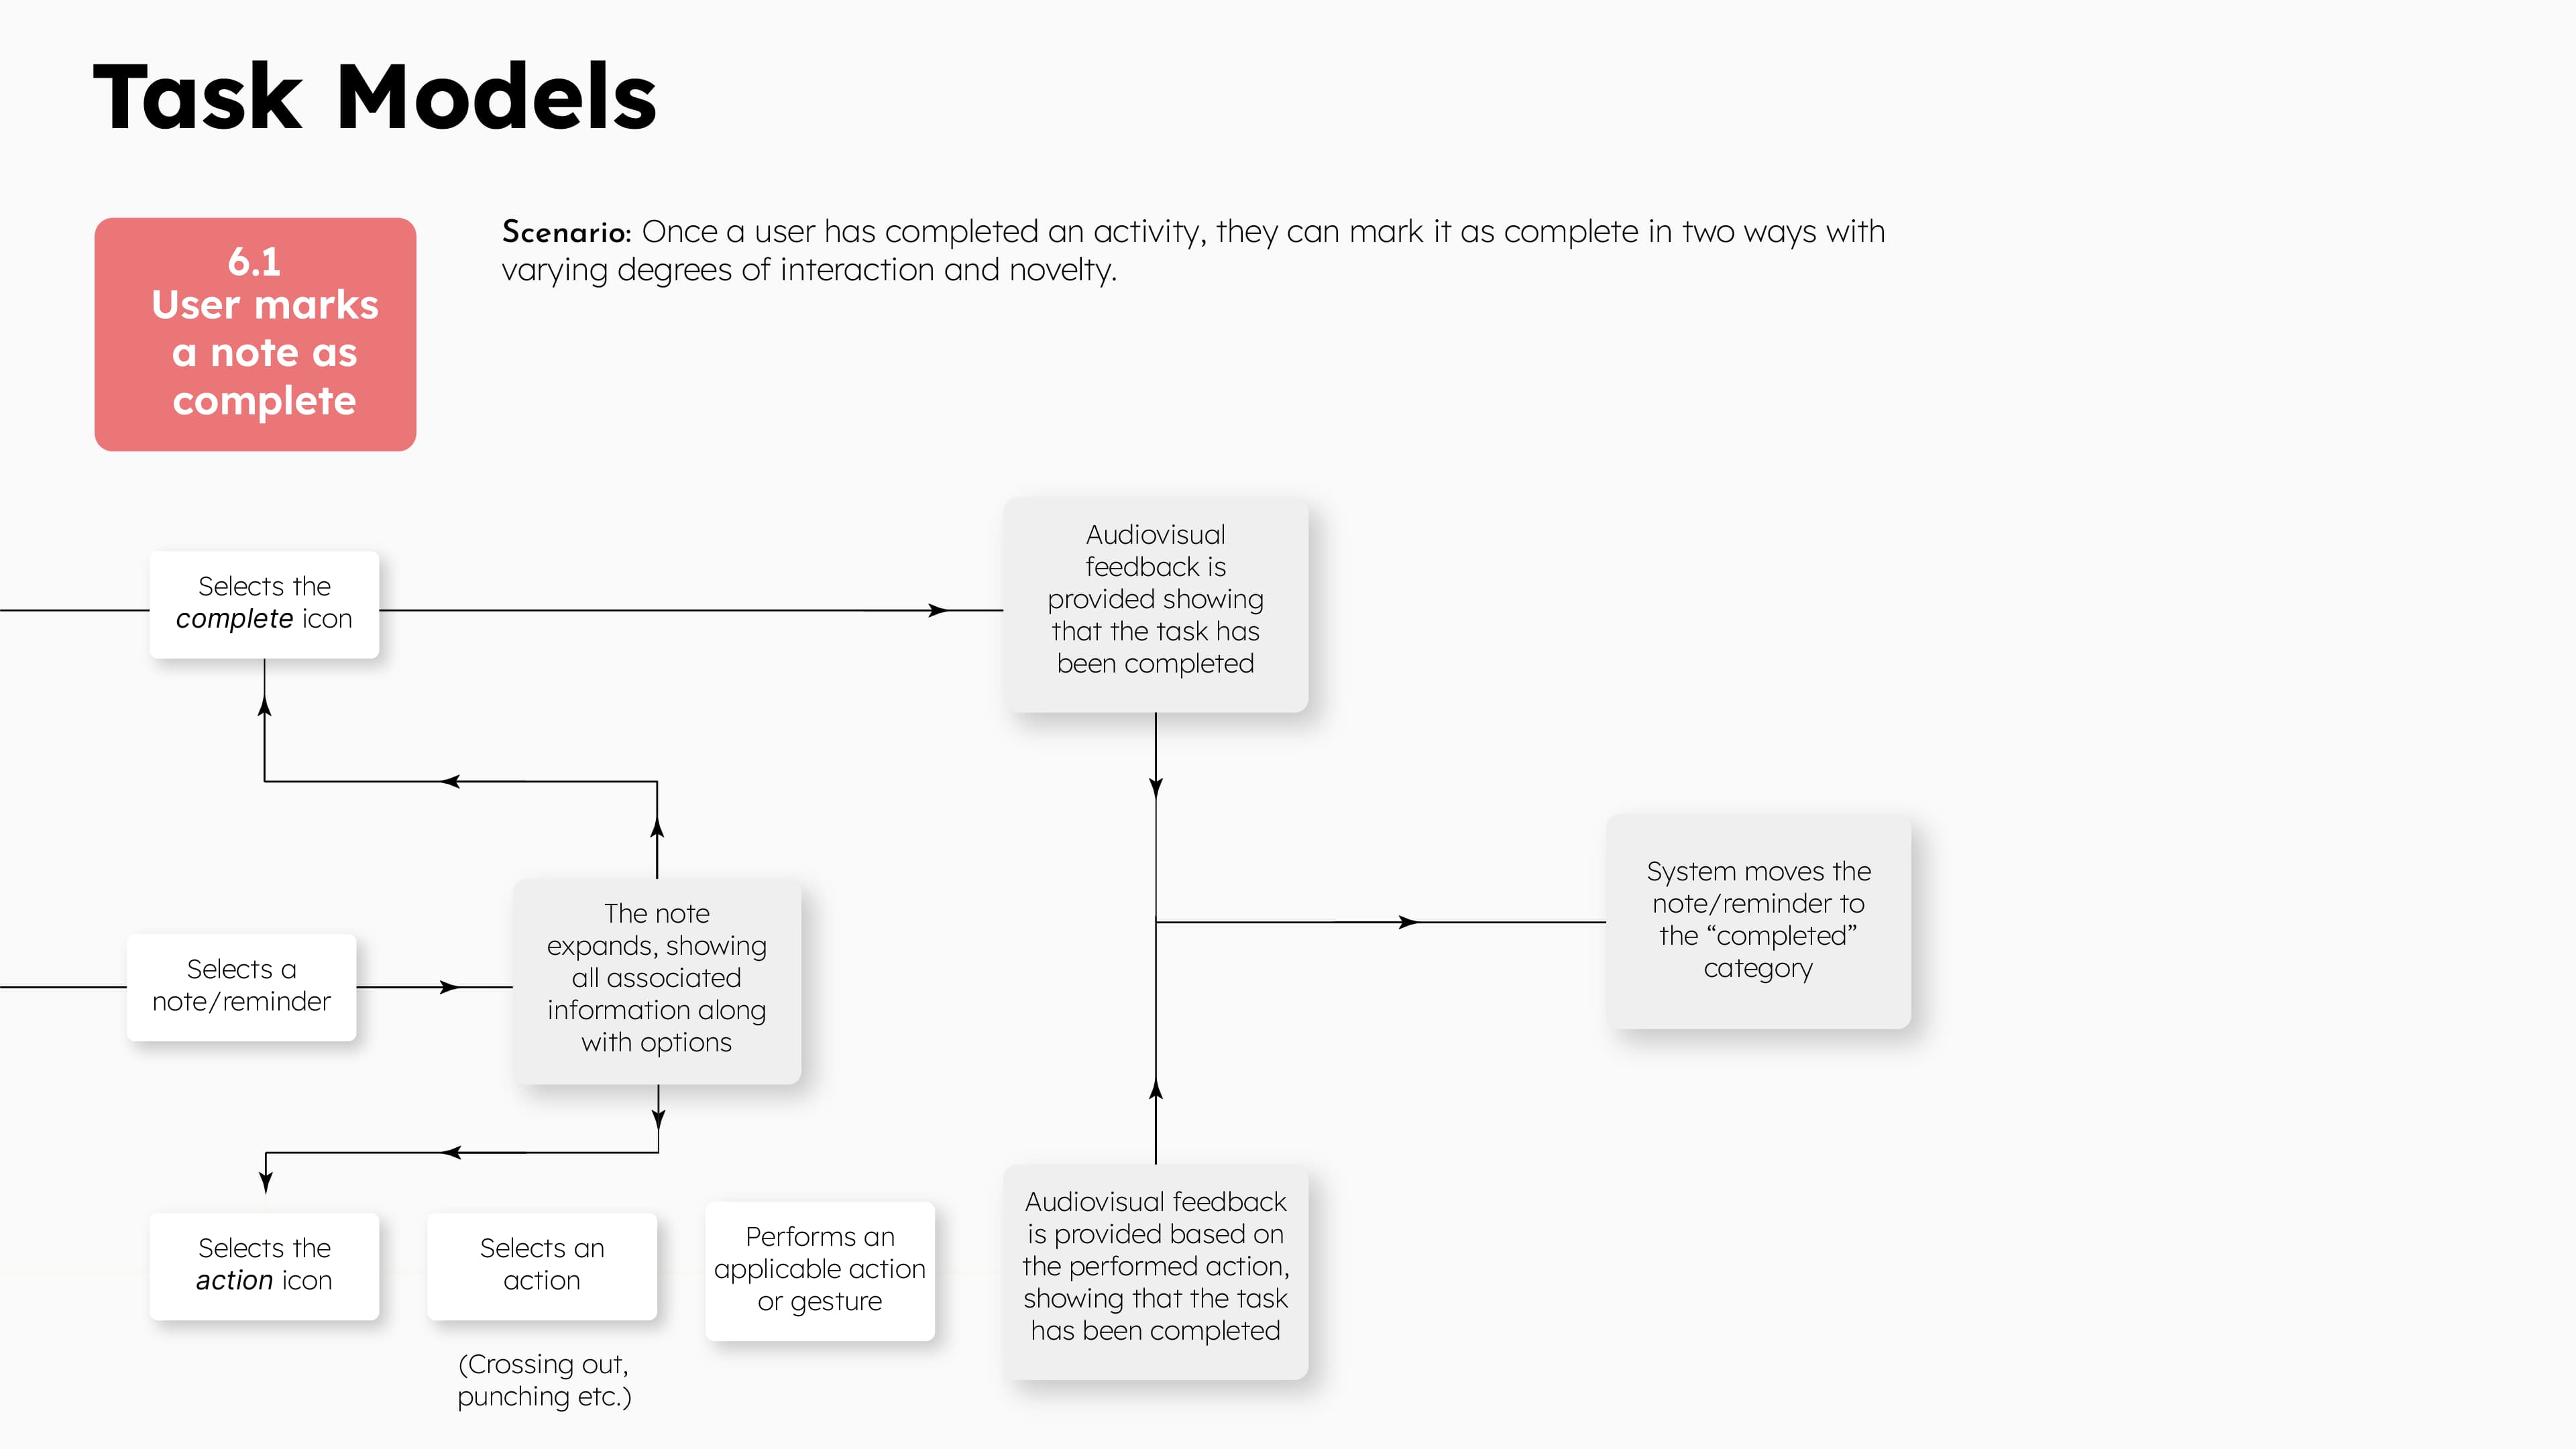 Task Models
6.1
User marks
a note as
complete
Scenario: Once a user has completed an activity, they can mark it as complete in two ways with
varying degrees of interaction and novelty.
Selects the
complete icon
Audiovisual
feedback is
provided showing
that the task has
been completed
Selects a
note/reminder
The note
expands, showing
all associated
information along
with options
System moves the
note/reminder to
the “completed”
category
Selects the
action icon
Selects an
action
(Crossing out,
punching etc.)
Performs an
applicable action
or gesture
Audiovisual feedback
is provided based on
the performed action,
showing that the task
has been completed